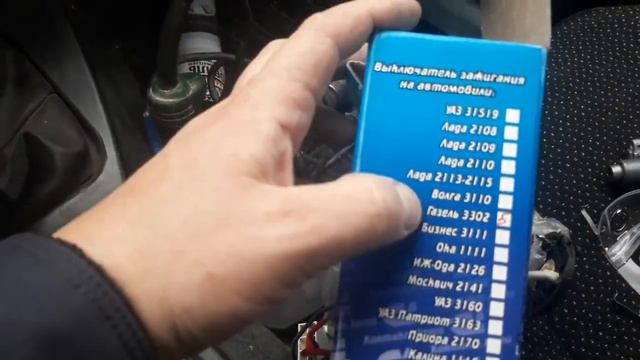 Выключатель зажигания
на автомобили:
УАЗ 31519
Лада 2108
Лада 2109
Лада 2110
Лада 2113-2115
Волга 3110
Газель 3302
Бизнес 3111
Ока 1111
ИЖ-Ода 2126
Москвич 2141
УАЗ 3160
УАЗ Патриот 3163
Приора 2170
Калина